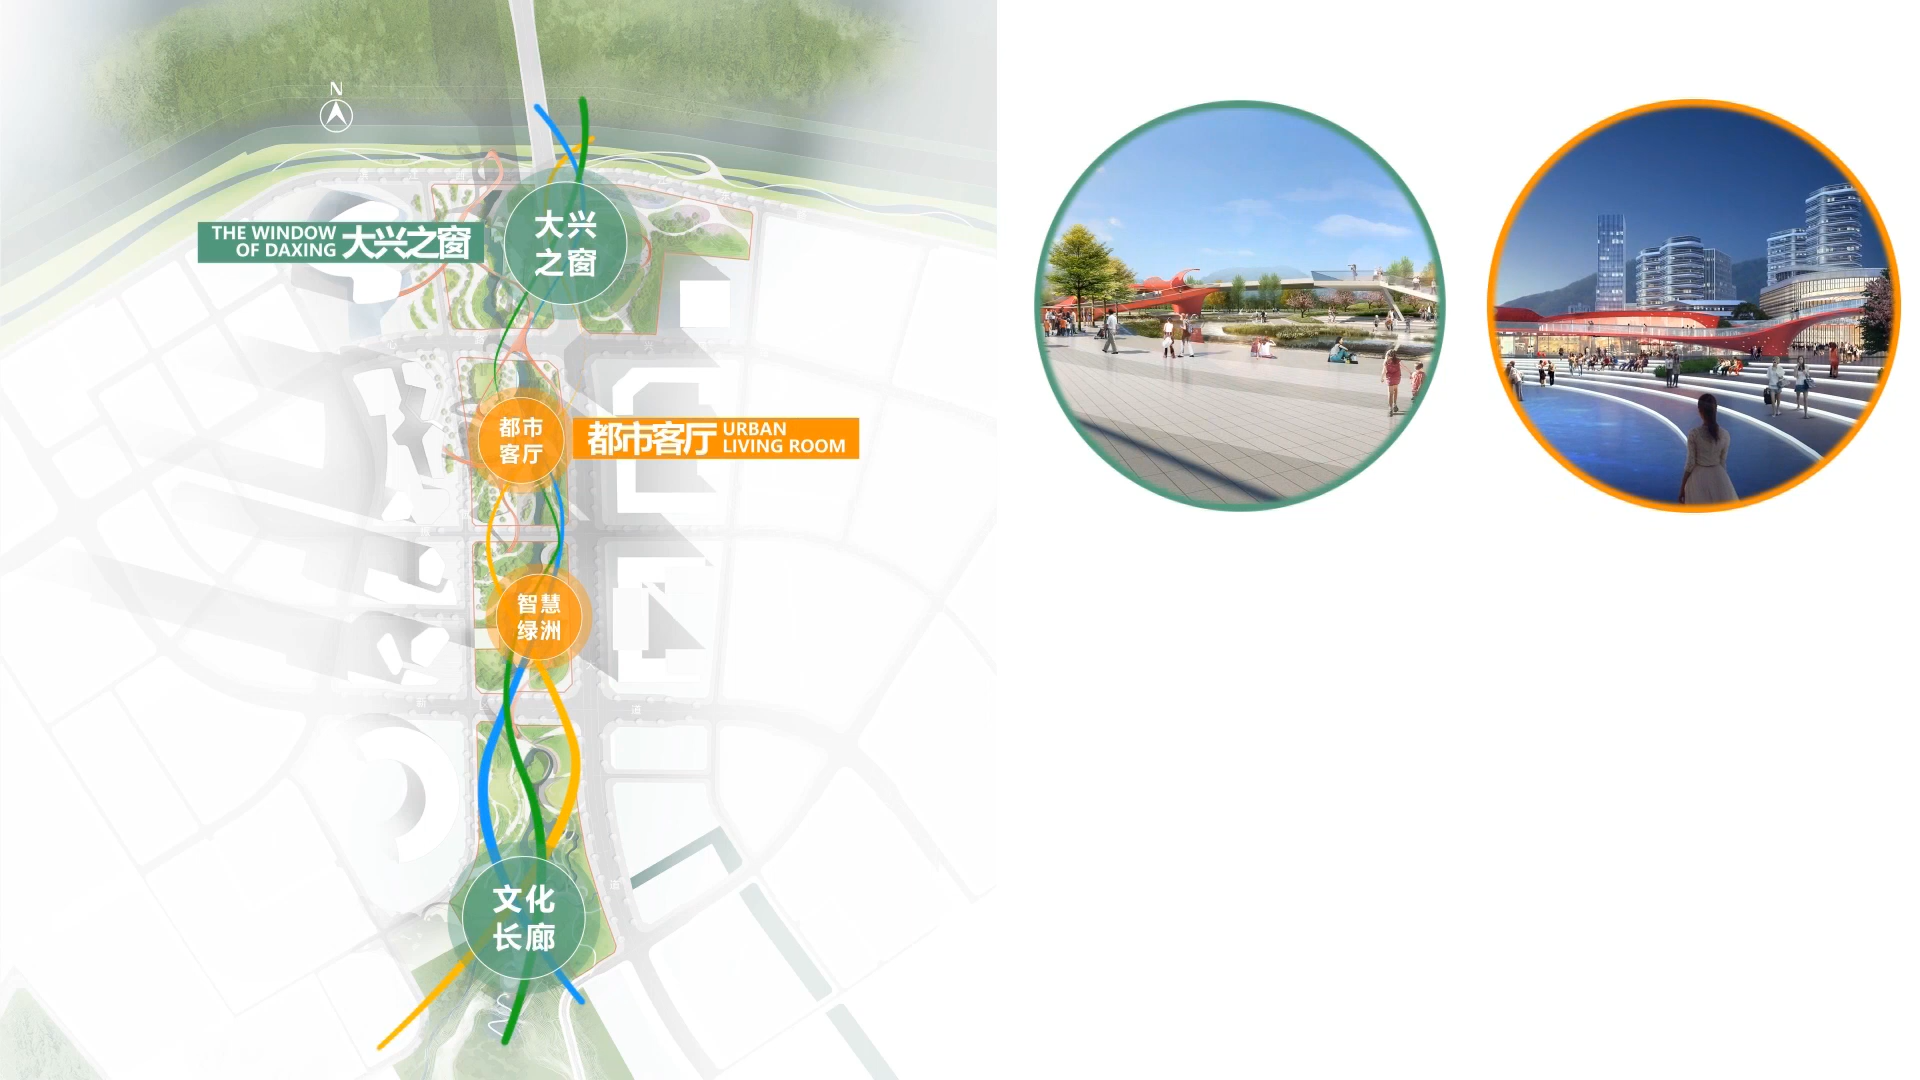 N
THE WINDOW
OF DAXING
大兴之窗
大兴
之窗
都市
客厅
都市客厅
URBAN
LIVING ROOM
智慧
绿洲
文化
长廊